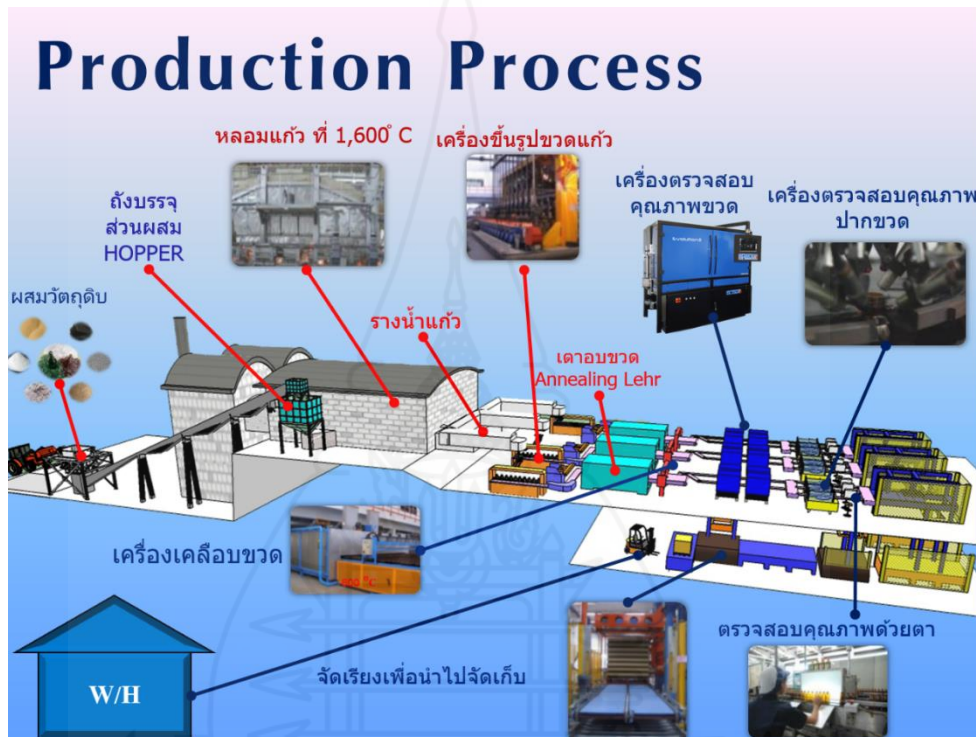 Production Process
หลอมแก้ว ที่ 1,600° C
เครื่องขึ้นรูปขวดแก้ว
เครื่องตรวจสอบ
คุณภาพขวด
เครื่องตรวจสอบคุณภาพ
ปากขวด
ถังบรรจุ
ส่วนผสม
HOPPER
ผสมวัตถุดิบ
รางน้ำแก้ว
เตาอบขวด
Annealing Lehr
เครื่องเคลือบขวด
ตรวจสอบคุณภาพด้วยตา
จัดเรียงเพื่อนำไปจัดเก็บ
W/H